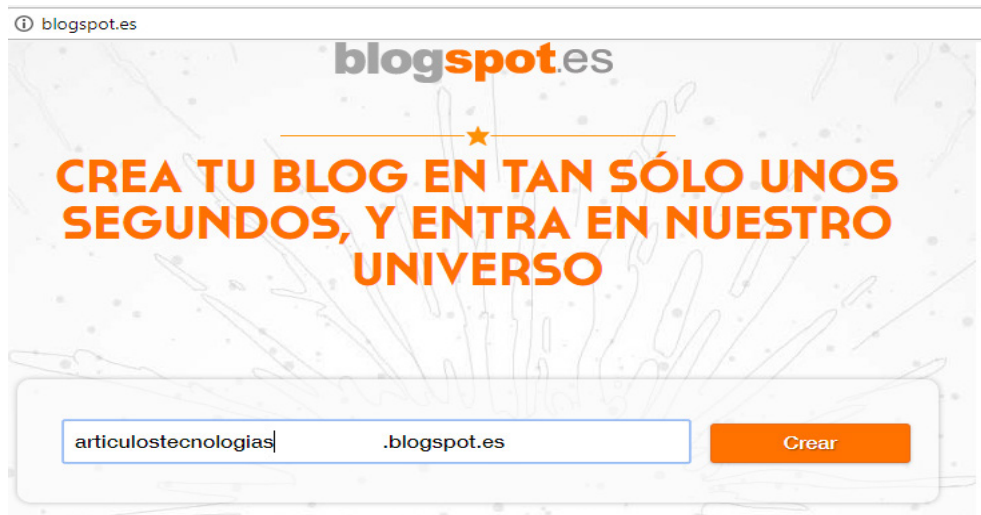 blogspot.es
blogspot.es
CREA TU BLOG EN TAN SÓLO UNOS
SEGUNDOS, Y ENTRA EN NUESTRO
UNIVERSO
articulostecnologias .blogspot.es Crear